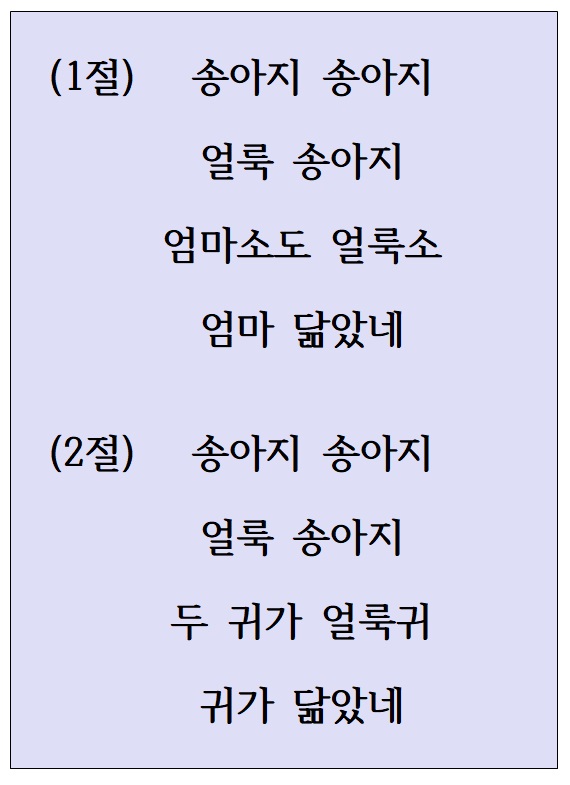 (1절) 송아지 송아지
얼룩 송아지
엄마소도 얼룩소
엄마 닮았네
(2절) 송아지 송아지
얼룩 송아지
두 귀가 얼룩귀
귀가 닮았네